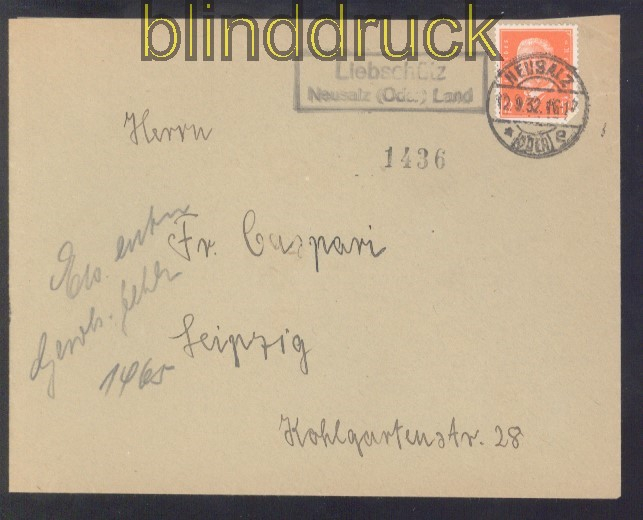 blinddruck
Liebschütz
Neusalz (Oder) Land
NEUSALZ
12.9.32.16-17
(ODER) e
Herrn
1436
Fr. Caspari
Leipzig
1465
Kohlgartenstr. 28